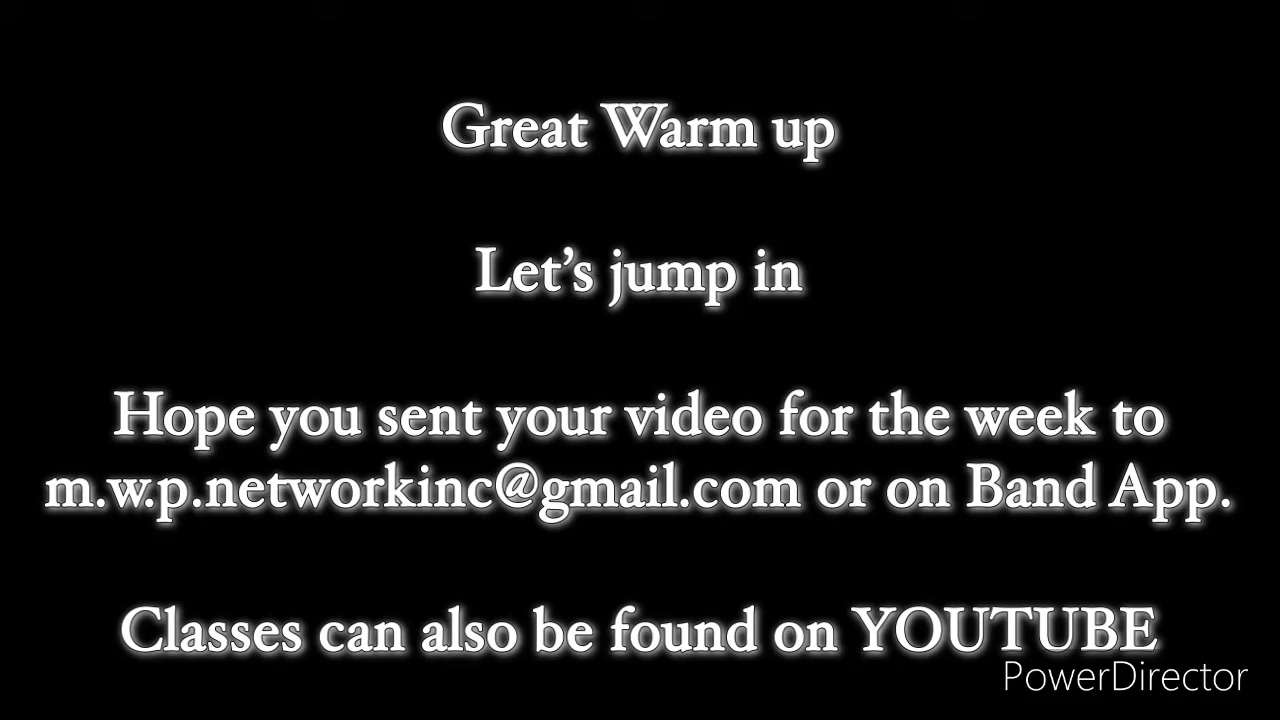 Great Warm up
Let’s jump in
Hope you sent your video for the week to
m.w.p.networkinc@gmail.com or on Band App.
Classes can also be found on YOUTUBE
PowerDirector